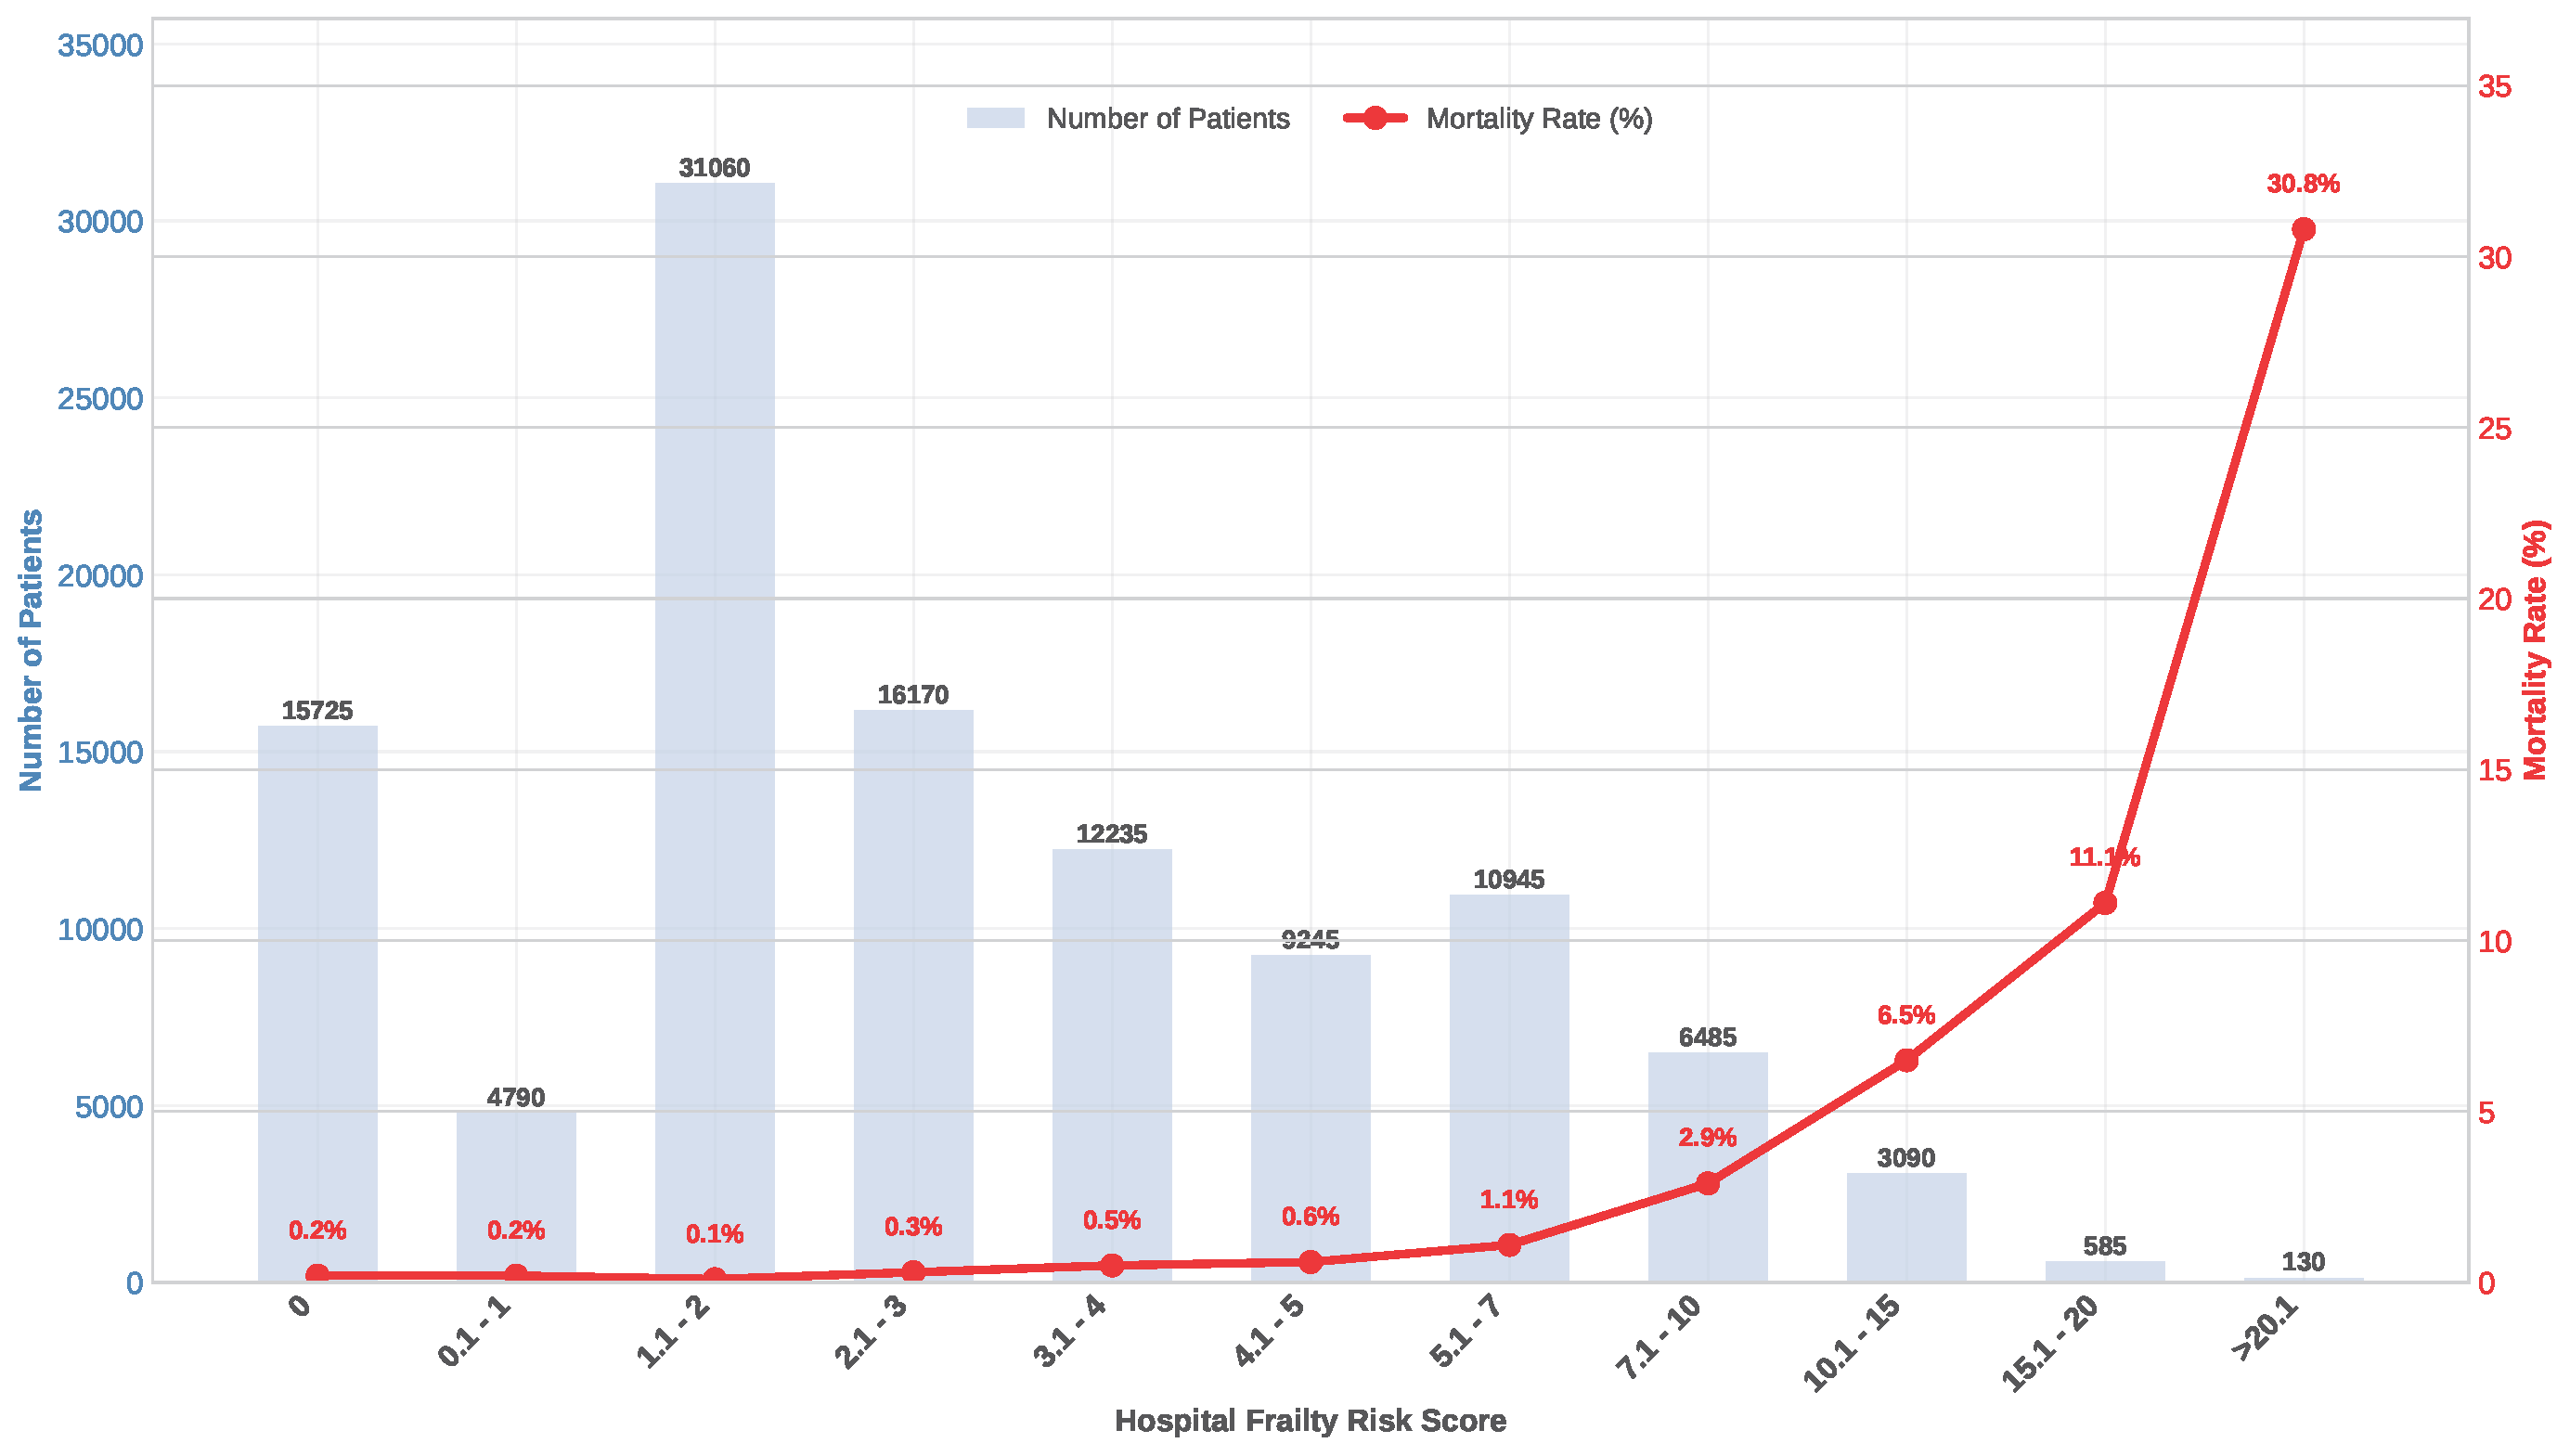 Number of Patients
Mortality Rate (%)
35000
30000
25000
20000
15000
10000
5000
0
Number of Patients
35
30
25
20
15
10
5
0
Mortality Rate (%)
15725
4790
31060
16170
12235
9245
10945
6485
3090
585
130
0.2%
0.2%
0.1%
0.3%
0.5%
0.6%
1.1%
2.9%
6.5%
11.1%
30.8%
0
0.1 - 1
1.1 - 2
2.1 - 3
3.1 - 4
4.1 - 5
5.1 - 7
7.1 - 10
10.1 - 15
15.1 - 20
>20.1
Hospital Frailty Risk Score